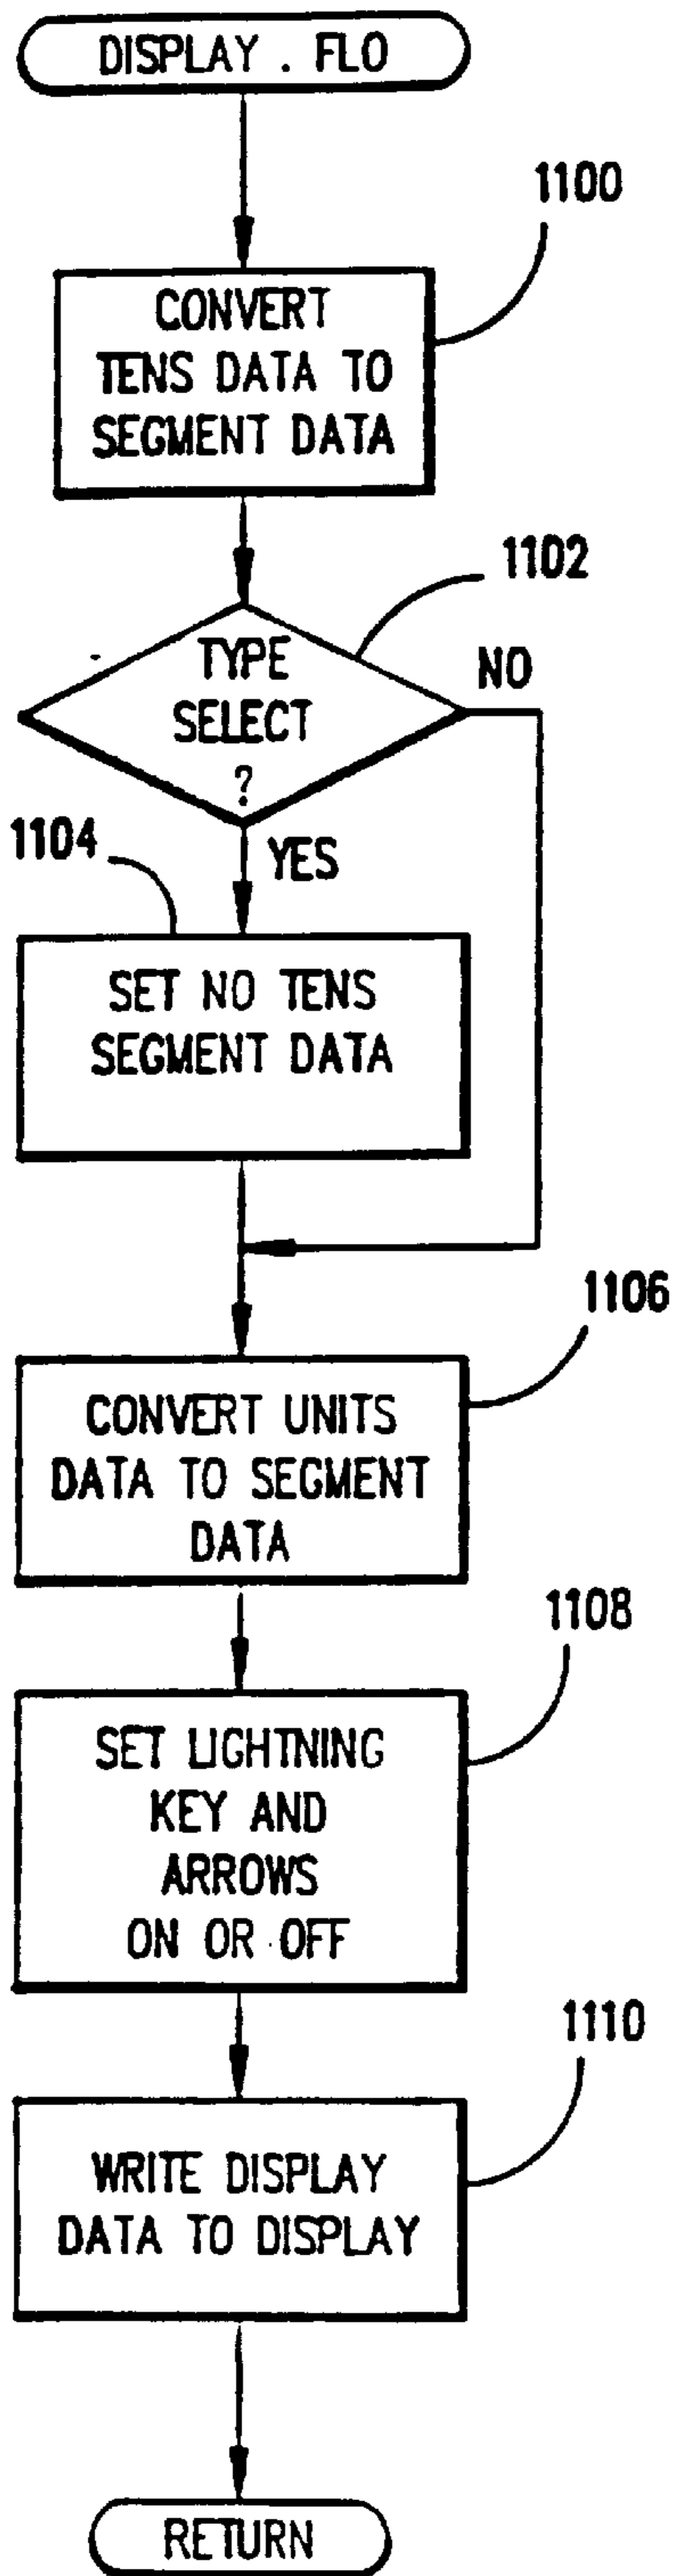 DISPLAY . FLO
1100
CONVERT
TENS DATA TO
SEGMENT DATA
1102
TYPE
SELECT
?
NO
YES
1104
SET NO TENS
SEGMENT DATA
1106
CONVERT UNITS
DATA TO SEGMENT
DATA
1108
SET LIGHTNING
KEY AND
ARROWS
ON OR OFF
1110
WRITE DISPLAY
DATA TO DISPLAY
RETURN